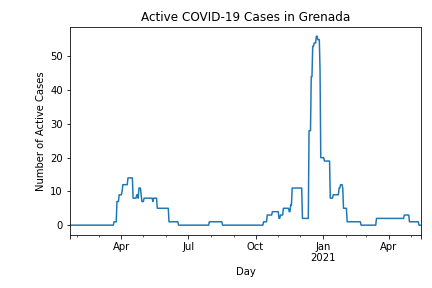 Active COVID-19 Cases in Grenada
Number of Active Cases
50
40
30
20
10
0
Apr
Jul
Oct
Jan
2021
Apr
Day